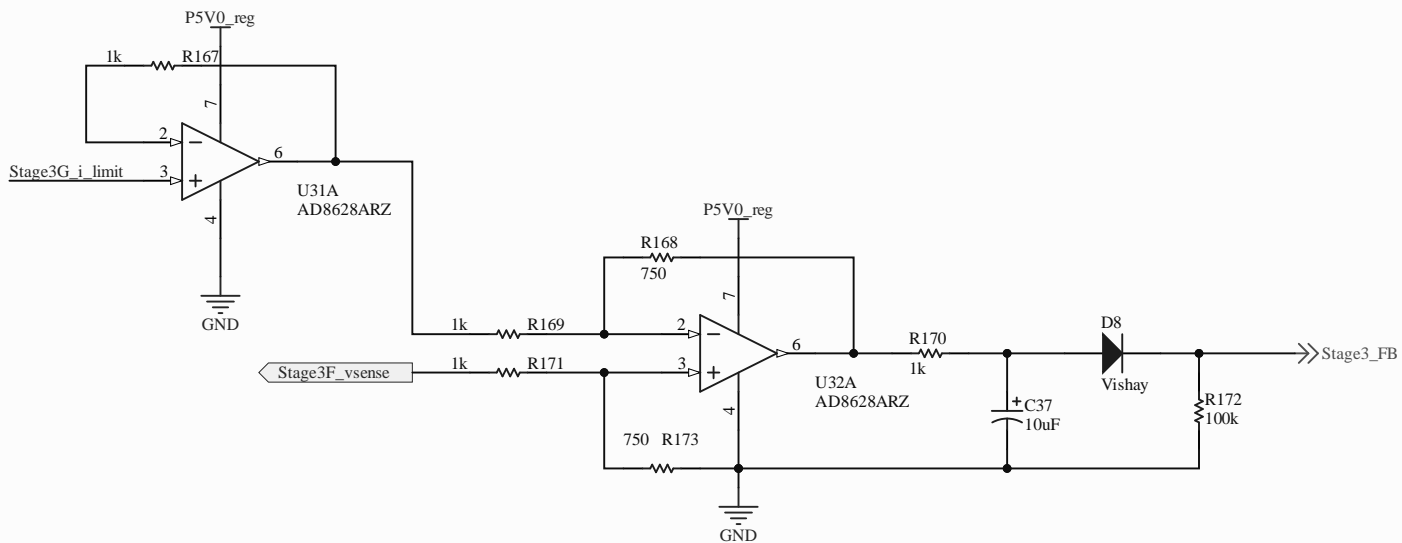 P5V0_reg
1k R167
7
2
6
Stage3G_i_limit
3
U31A
AD8628ARZ
4
GND
P5V0_reg
R168
750
7
1k R169
2
6
R170
1k
D8
Vishay
Stage3_FB
Stage3F_vsense
1k R171
3
U32A
AD8628ARZ
4
+
C37
10uF
R172
100k
750 R173
GND